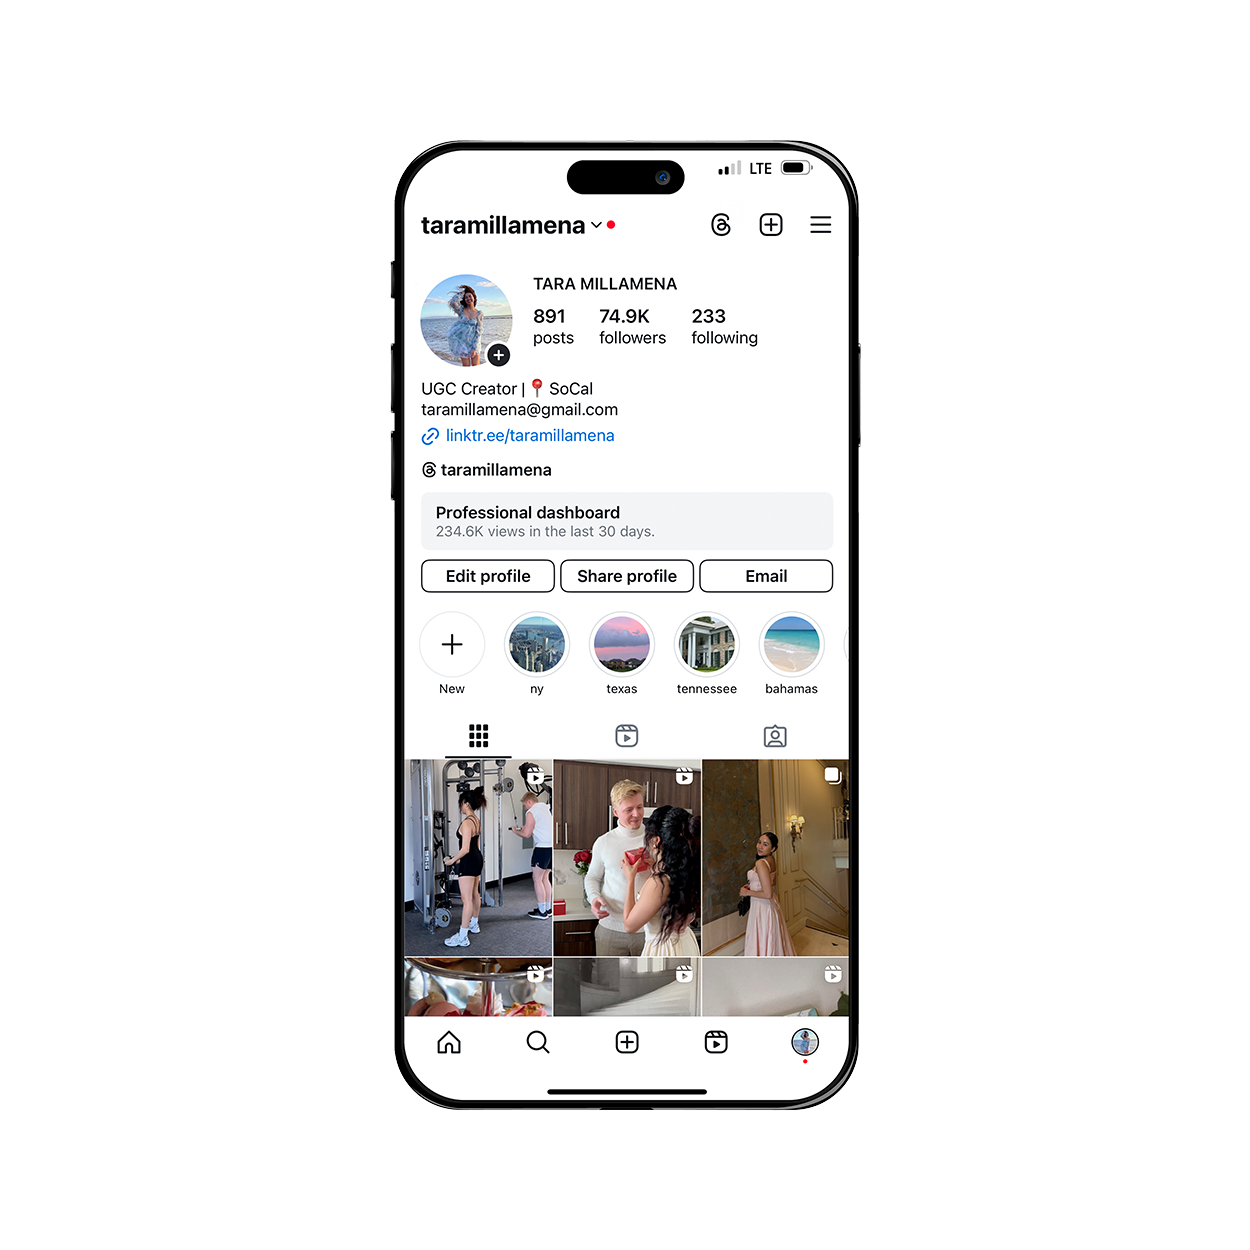 LTE
taramillamena
TARA MILLAMENA
891 74.9K 233
posts followers following
UGC Creator | 📍 SoCal
taramillamena@gmail.com
linktr.ee/taramillamena
taramillamena
Professional dashboard
234.6K views in the last 30 days.
Edit profile Share profile Email
New ny texas tennessee bahamas